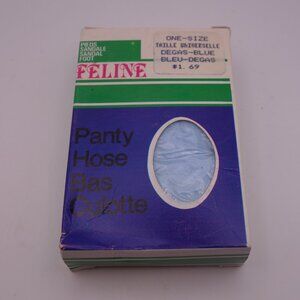 PIEDS
SANDALE
SANDAL
FOOT
FELINE
ONE-SIZE
TAILLE UNIVERSELLE
DEGAS-BLUE
BLEU-DEGAS
$1.69
Panty
Hose
Bas
Culotte